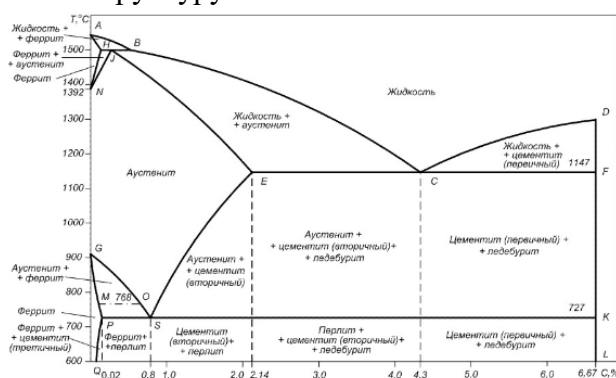 T,°C
Жидкость +
+ феррит
A
1500
H
B
J
Феррит +
+ аустенит
Феррит
1400
1392
N
Жидкость +
+ аустенит
Жидкость
D
1300
1200
Жидкость +
+ цементит
(первичный)
1147
F
Аустенит
E
C
1100
1000
900
G
Аустенит +
+ феррит
800
M
768
O
Аустенит +
+ цементит
(вторичный)
Аустенит +
+ цементит (вторичный)+
+ ледебурит
Цементит (первичный) +
+ ледебурит
727
K
Феррит
700
P
S
Феррит +
+ цементит
(третичный)
Феррит+
перлит
Цементит
(вторичный)+
+ перлит
Перлит +
+ цементит (вторичный)+
+ ледебурит
Цементит (первичный) +
+ ледебурит
600
L
Q
0.02
0.8
1.0
2.0
2.14
3.0
4.0
4.3
5.0
6.0
6,67